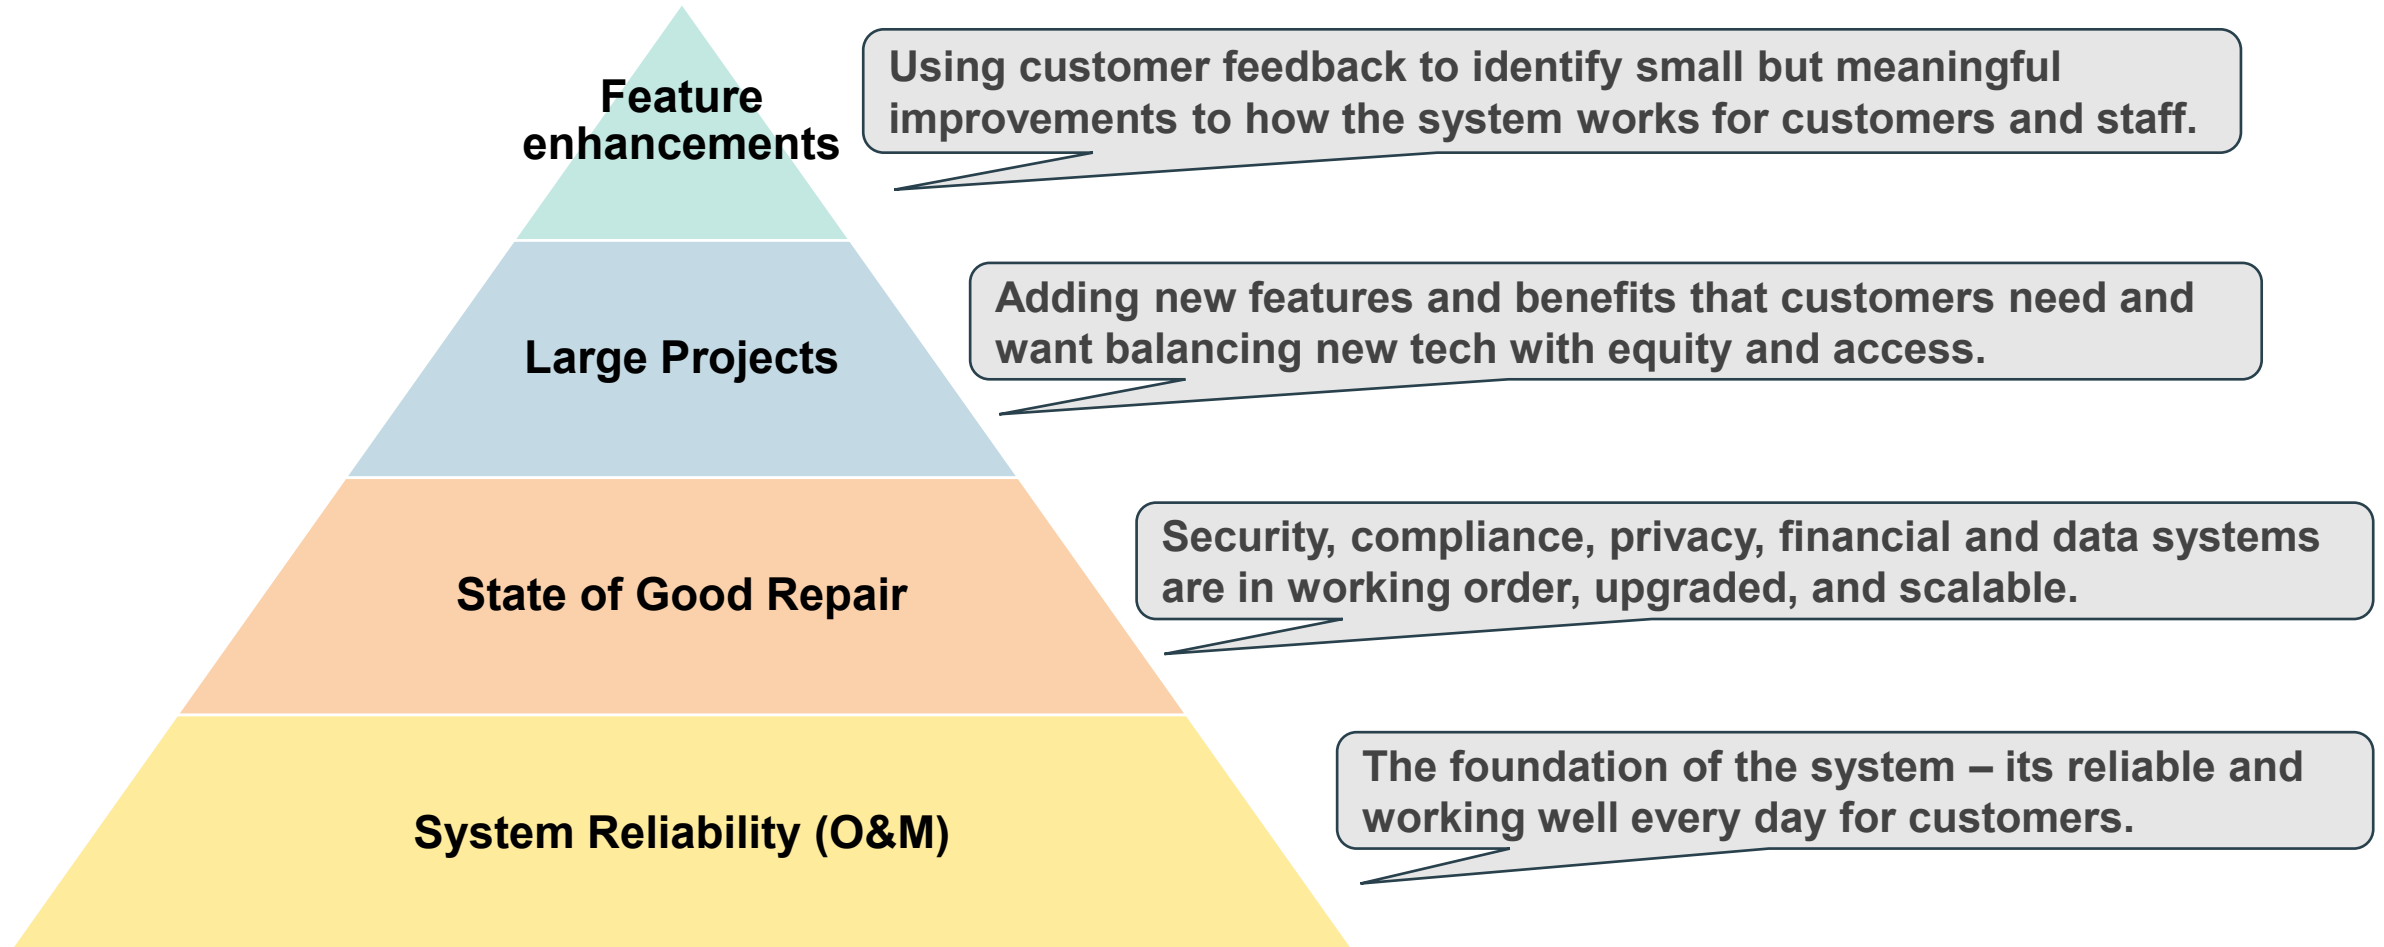 Feature
enhancements
Using customer feedback to identify small but meaningful
improvements to how the system works for customers and staff.
Large Projects
Adding new features and benefits that customers need and
want balancing new tech with equity and access.
State of Good Repair
Security, compliance, privacy, financial and data systems
are in working order, upgraded, and scalable.
System Reliability (O&M)
The foundation of the system – its reliable and
working well every day for customers.